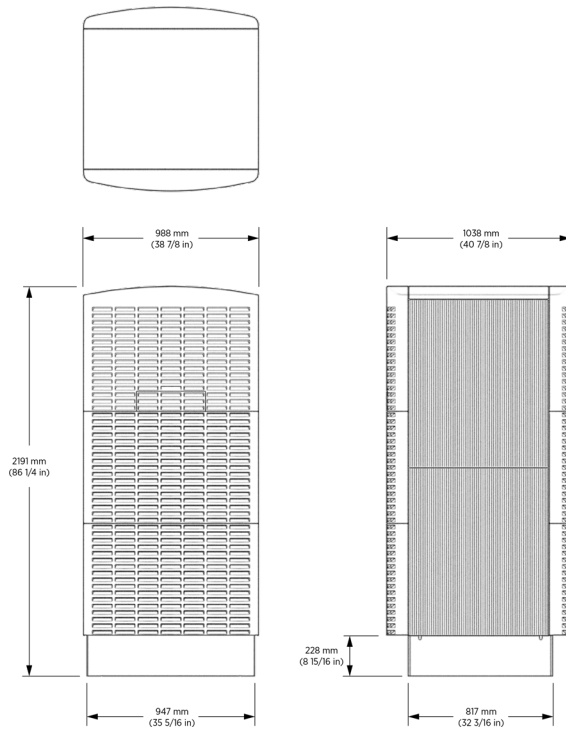 988 mm
(38 7/8 in)
1038 mm
(40 7/8 in)
2191 mm
(86 1/4 in)
228 mm
(8 15/16 in)
947 mm
(35 5/16 in)
817 mm
(32 3/16 in)